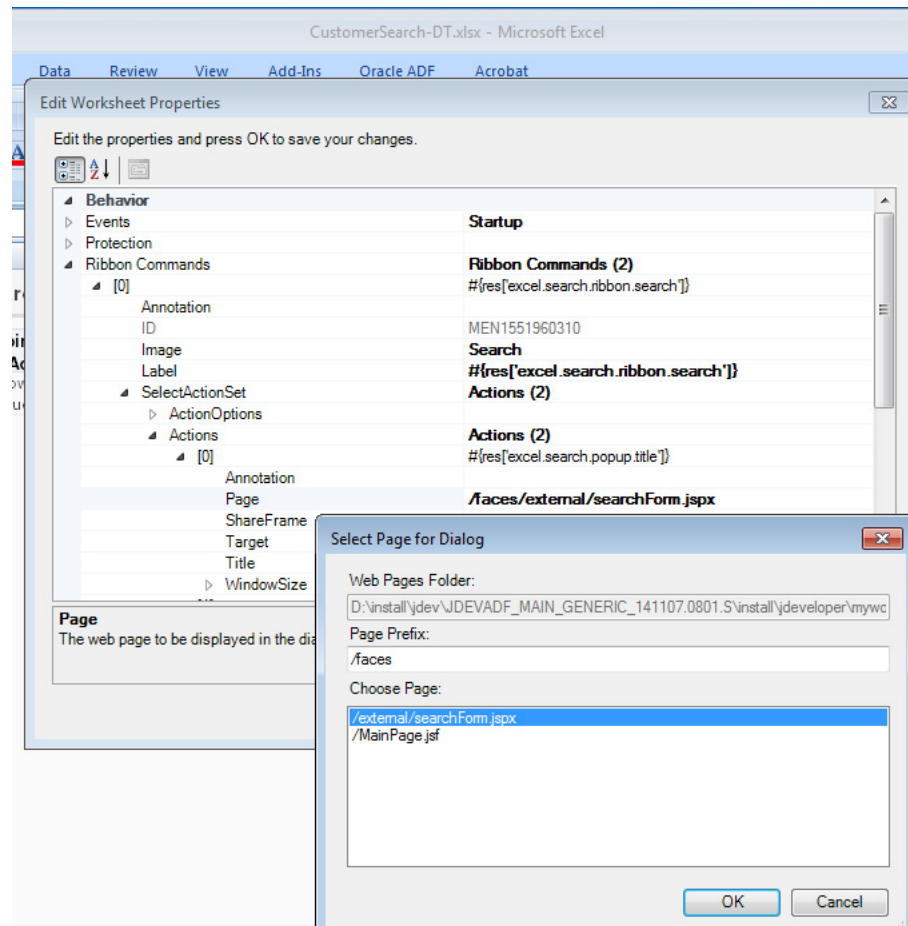 CustomerSearch-DT.xlsx - Microsoft Excel
Data Review View Add-Ins Oracle ADF Acrobat
Edit Worksheet Properties
Edit the properties and press OK to save your changes.
Behavior
Events Startup
Protection
Ribbon Commands Ribbon Commands (2)
[0] #{res['excel.search.ribbon.search']}
Annotation
ID MEN1551960310
Image Search
Label #{res['excel.search.ribbon.search']}
SelectActionSet Actions (2)
ActionOptions
Actions Actions (2)
[0] #{res['excel.search.popup.title']}
Annotation
Page /faces/external/searchForm.jspx
ShareFrame
Target
Title
WindowSize
Page
The web page to be displayed in the dia
Select Page for Dialog
Web Pages Folder:
D:\install\jdev\JDEVADF_MAIN_GENERIC_141107.0801.S\install\jdeveloper\mywc
Page Prefix:
/faces
Choose Page:
/external/searchForm.jspx
/MainPage.jsf
OK Cancel